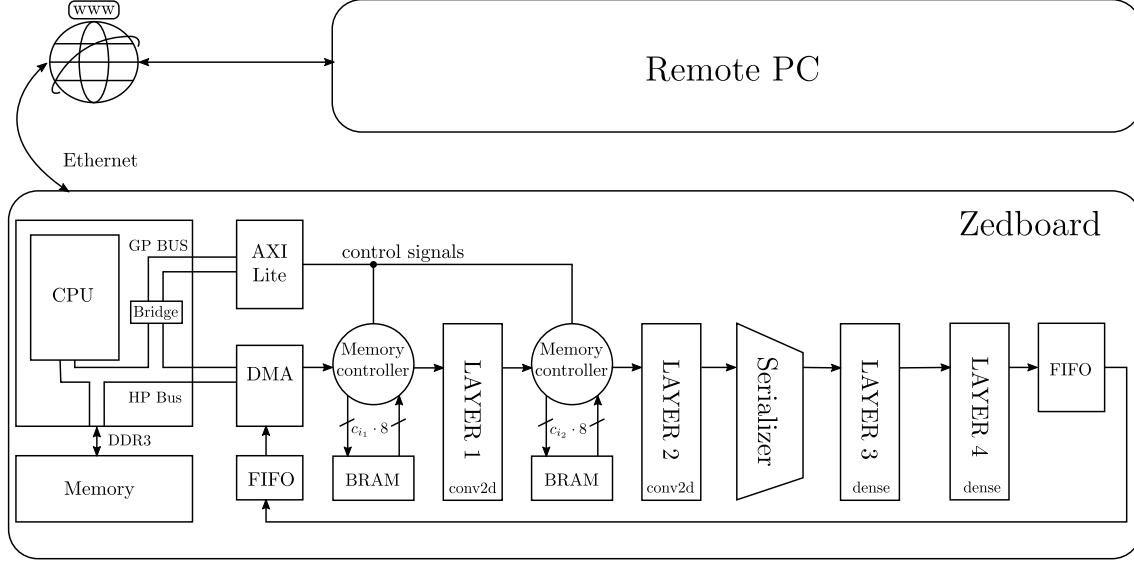 www
Remote PC
Ethernet
Zedboard
GP BUS
AXI
Lite
control signals
CPU
Bridge
Memory
controller
Memory
controller
DMA
HP Bus
DDR3
Memory
FIFO
c_{i_1} · 8
BRAM
LAYER 1
conv2d
c_{i_2} · 8
BRAM
LAYER 2
conv2d
Serializer
LAYER 3
dense
LAYER 4
dense
FIFO